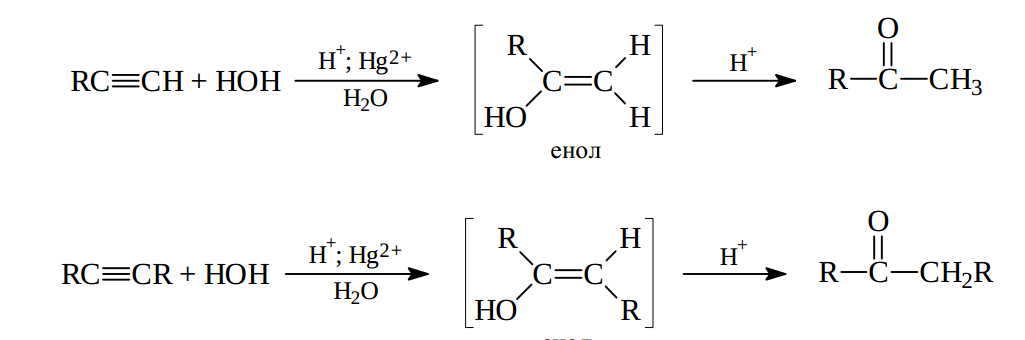 RC≡CH + HOH H⁺; Hg²⁺ H₂O [R HO C=C H H] H⁺ R—C(=O)—CH₃
енол
RC≡CR + HOH H⁺; Hg²⁺ H₂O [R HO C=C H R] H⁺ R—C(=O)—CH₂R